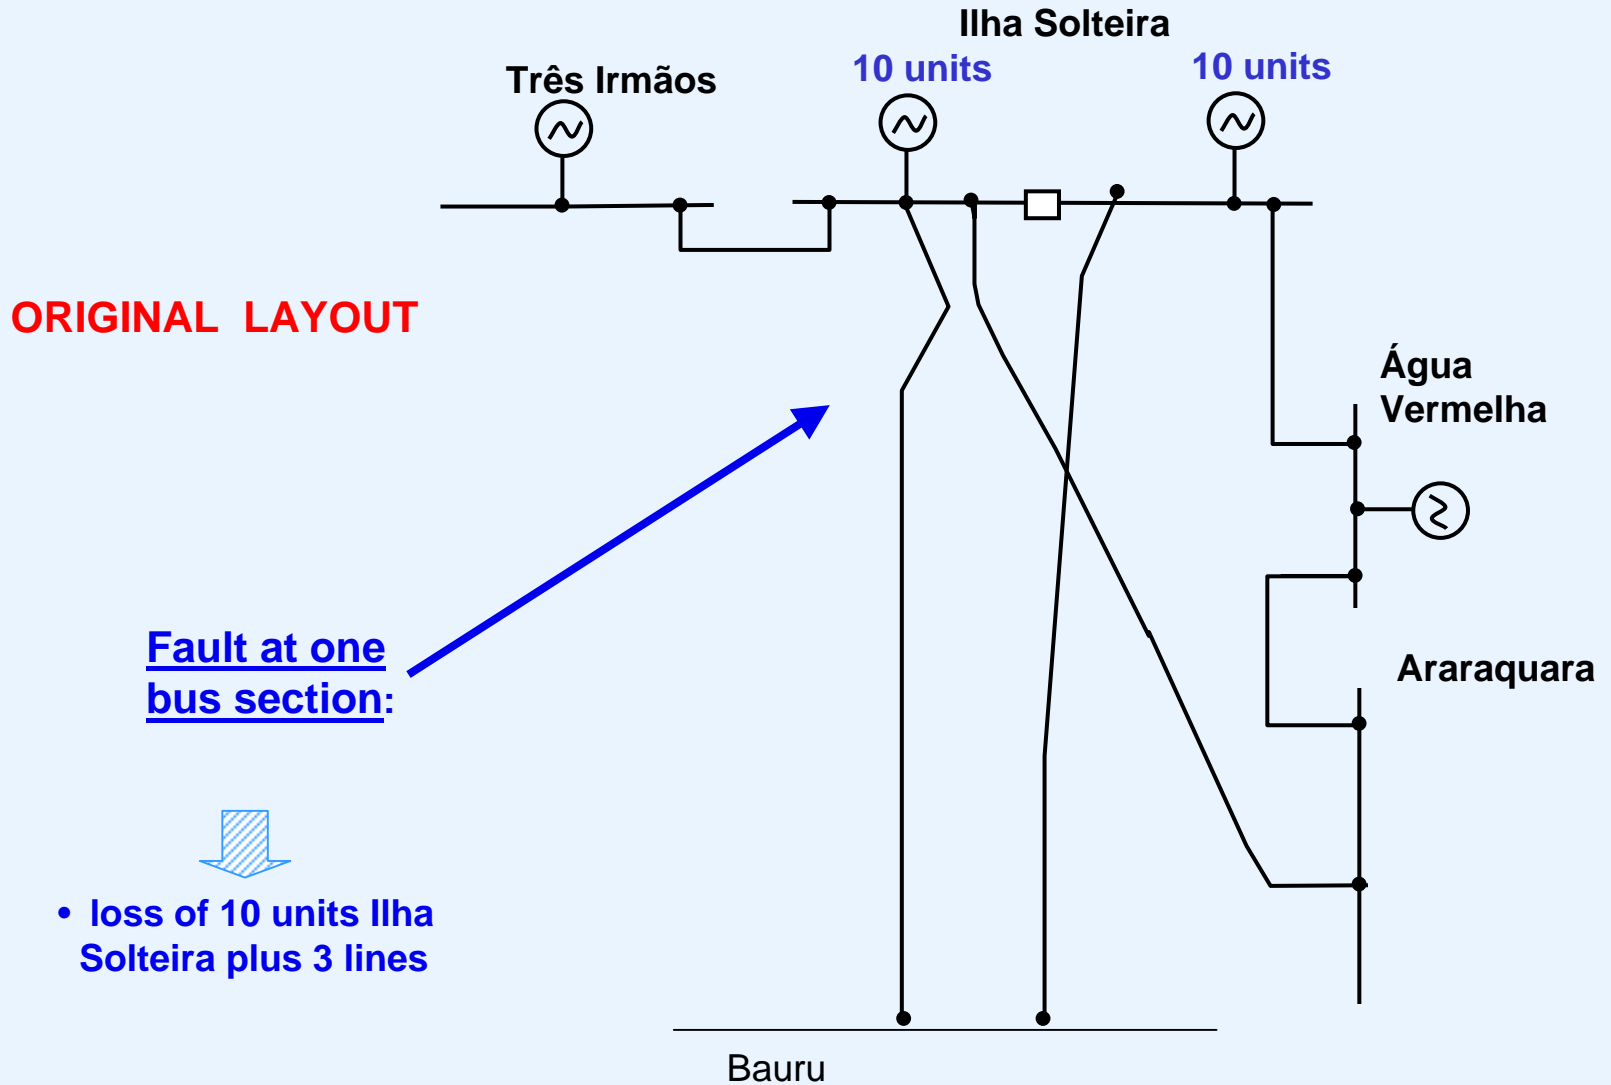 Ilha Solteira
10 units
10 units
Três Irmãos
ORIGINAL LAYOUT
Água
Vermelha
Fault at one
bus section:
Araraquara
• loss of 10 units Ilha
Solteira plus 3 lines
Bauru